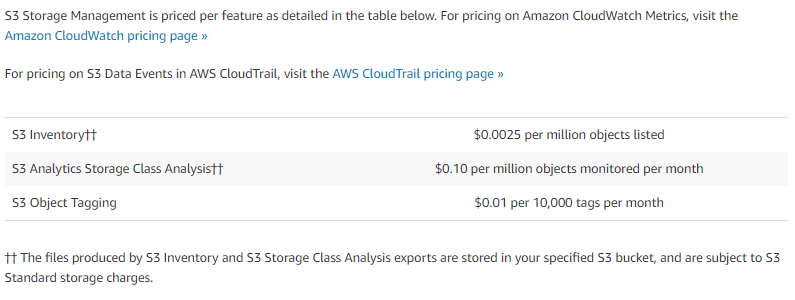 S3 Storage Management is priced per feature as detailed in the table below. For pricing on Amazon CloudWatch Metrics, visit the
Amazon CloudWatch pricing page »
For pricing on S3 Data Events in AWS CloudTrail, visit the AWS CloudTrail pricing page »
S3 Inventory†† $0.0025 per million objects listed
S3 Analytics Storage Class Analysis†† $0.10 per million objects monitored per month
S3 Object Tagging $0.01 per 10,000 tags per month
†† The files produced by S3 Inventory and S3 Storage Class Analysis exports are stored in your specified S3 bucket, and are subject to S3
Standard storage charges.